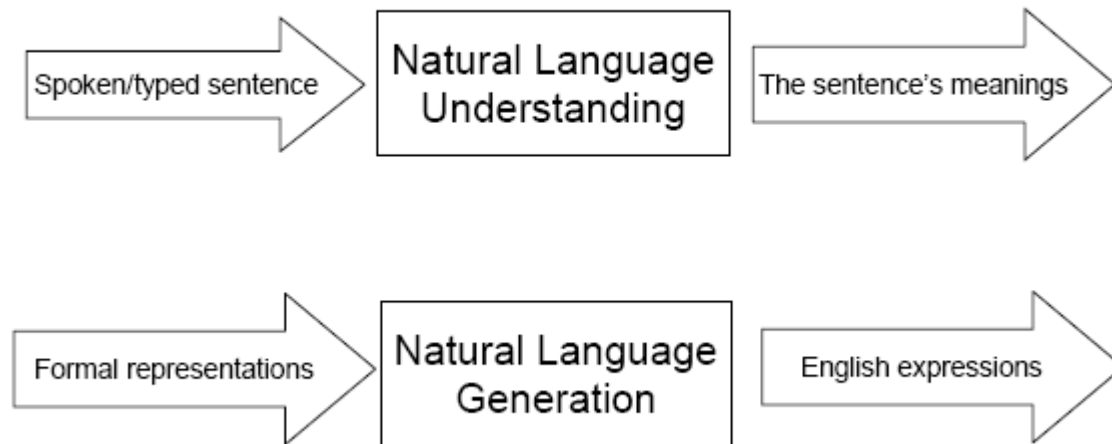 Spoken/typed sentence
Natural Language
Understanding
The sentence's meanings
Formal representations
Natural Language
Generation
English expressions